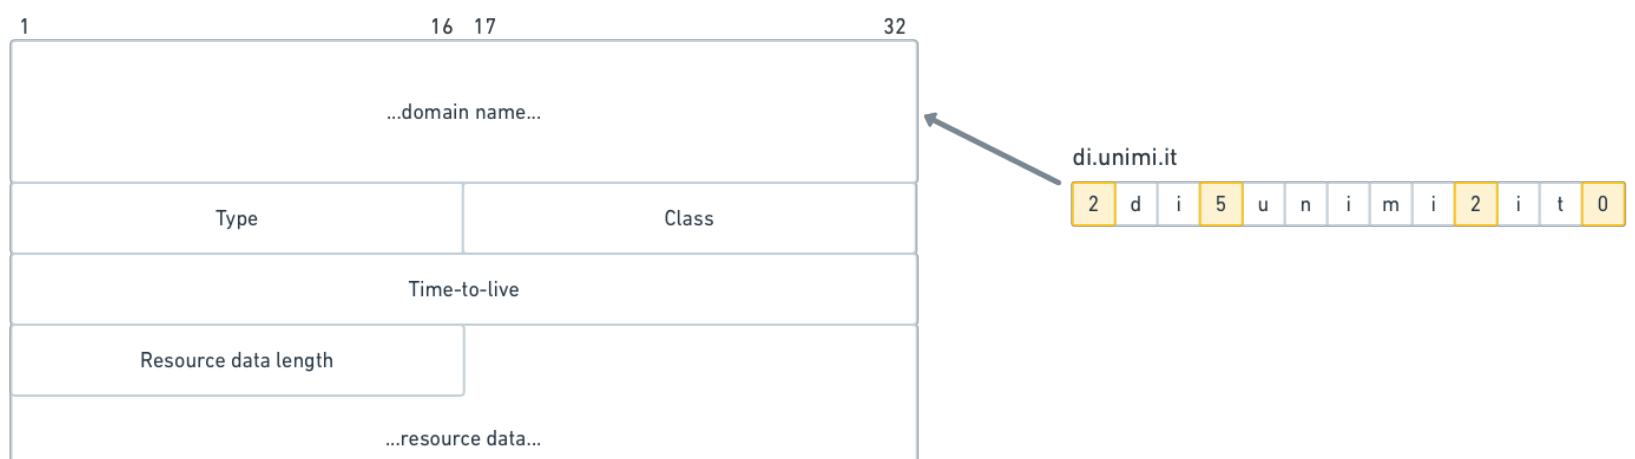 1 16 17 32
...domain name...
di.unimi.it
2 d i 5 u n i m i 2 i t 0
Type Class
Time-to-live
Resource data length
...resource data...